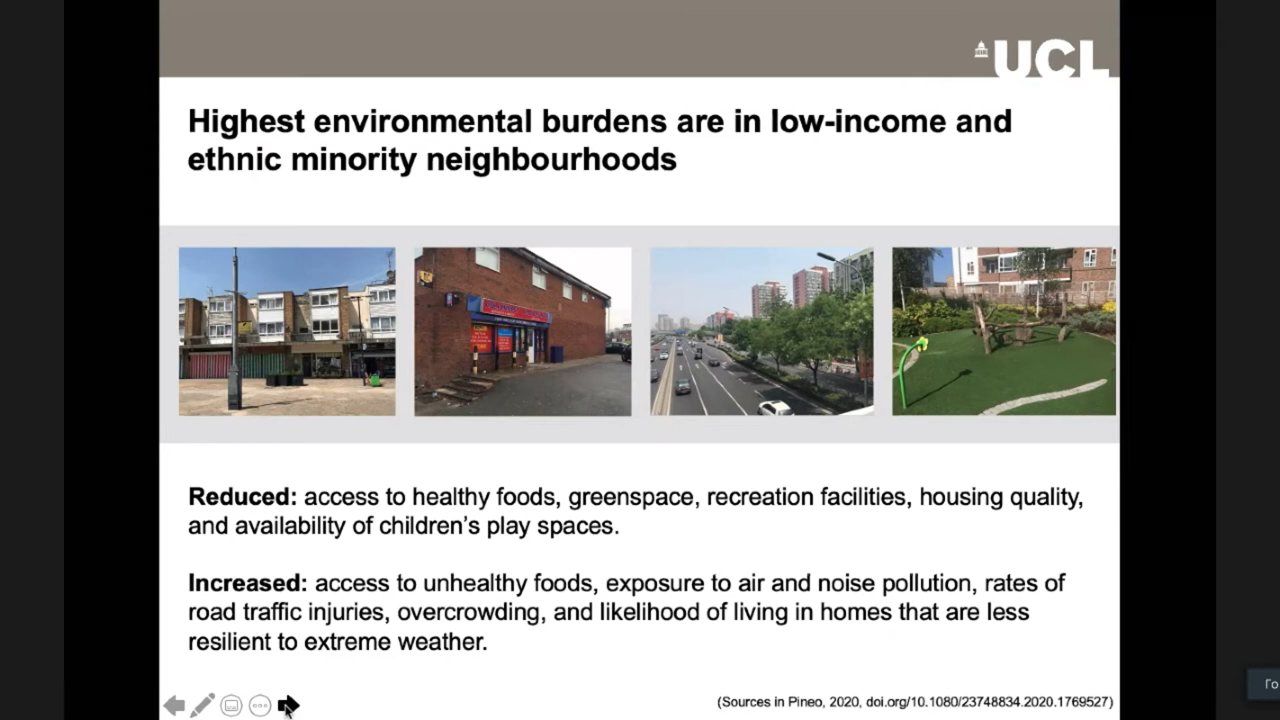 UCL
Highest environmental burdens are in low-income and
ethnic minority neighbourhoods
Reduced: access to healthy foods, greenspace, recreation facilities, housing quality,
and availability of children’s play spaces.
Increased: access to unhealthy foods, exposure to air and noise pollution, rates of
road traffic injuries, overcrowding, and likelihood of living in homes that are less
resilient to extreme weather.
(Sources in Pineo, 2020, doi.org/10.1080/23748834.2020.1769527)
Го